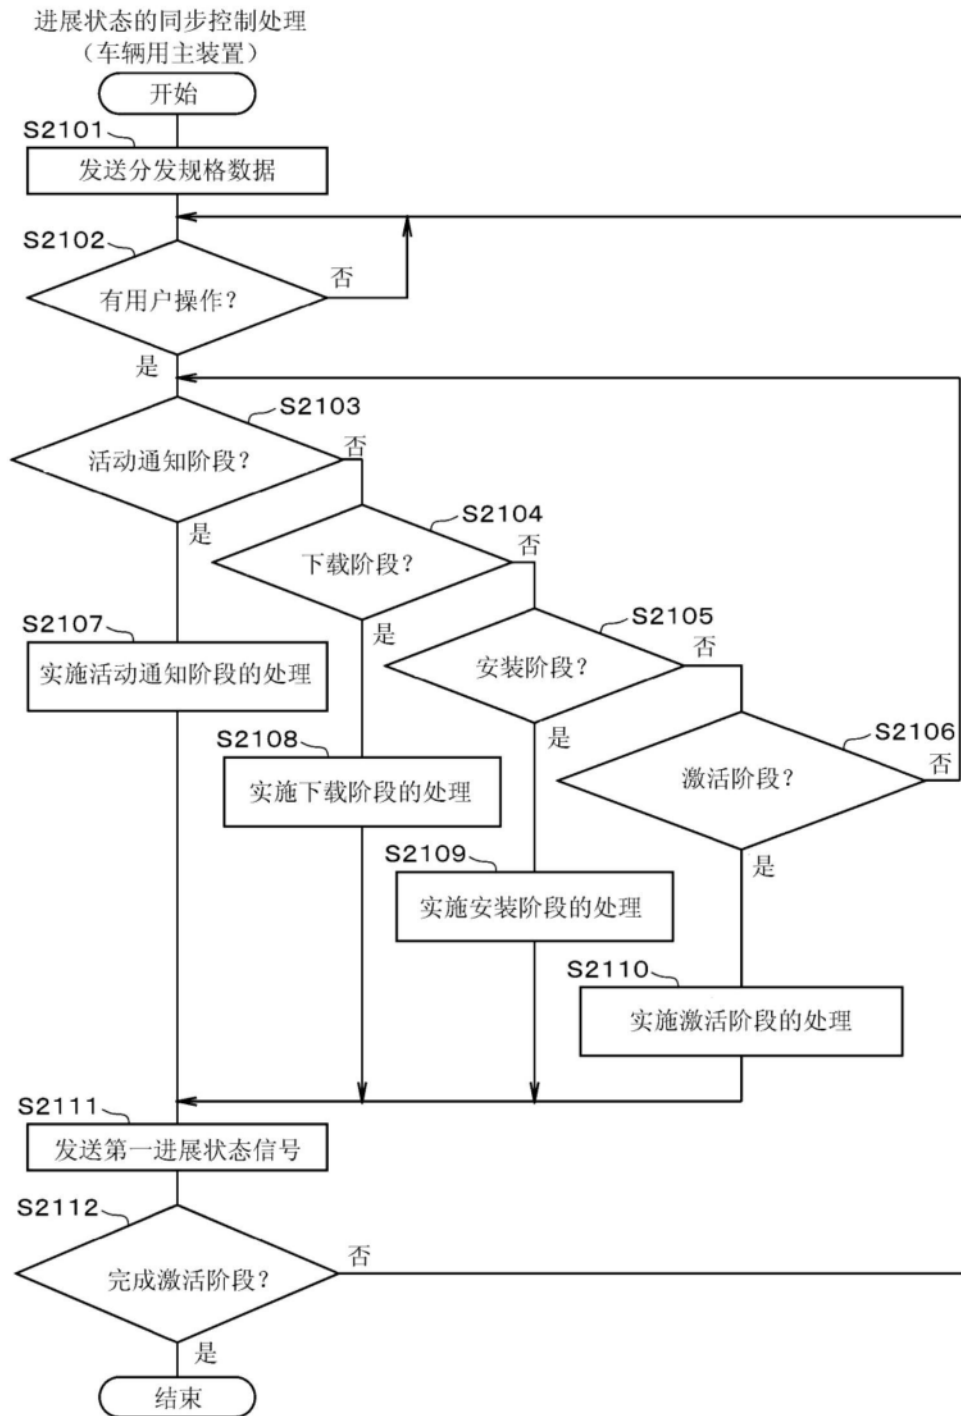 进展状态的同步控制处理
（车辆用主装置）
开始
S2101
发送分发规格数据
S2102
否
有用户操作？
是
S2103
否
活动通知阶段？
是
S2104
否
下载阶段？
是
S2105
否
安装阶段？
是
S2106
否
激活阶段？
是
S2107
实施活动通知阶段的处理
S2108
实施下载阶段的处理
S2109
实施安装阶段的处理
S2110
实施激活阶段的处理
S2111
发送第一进展状态信号
S2112
否
完成激活阶段？
是
结束